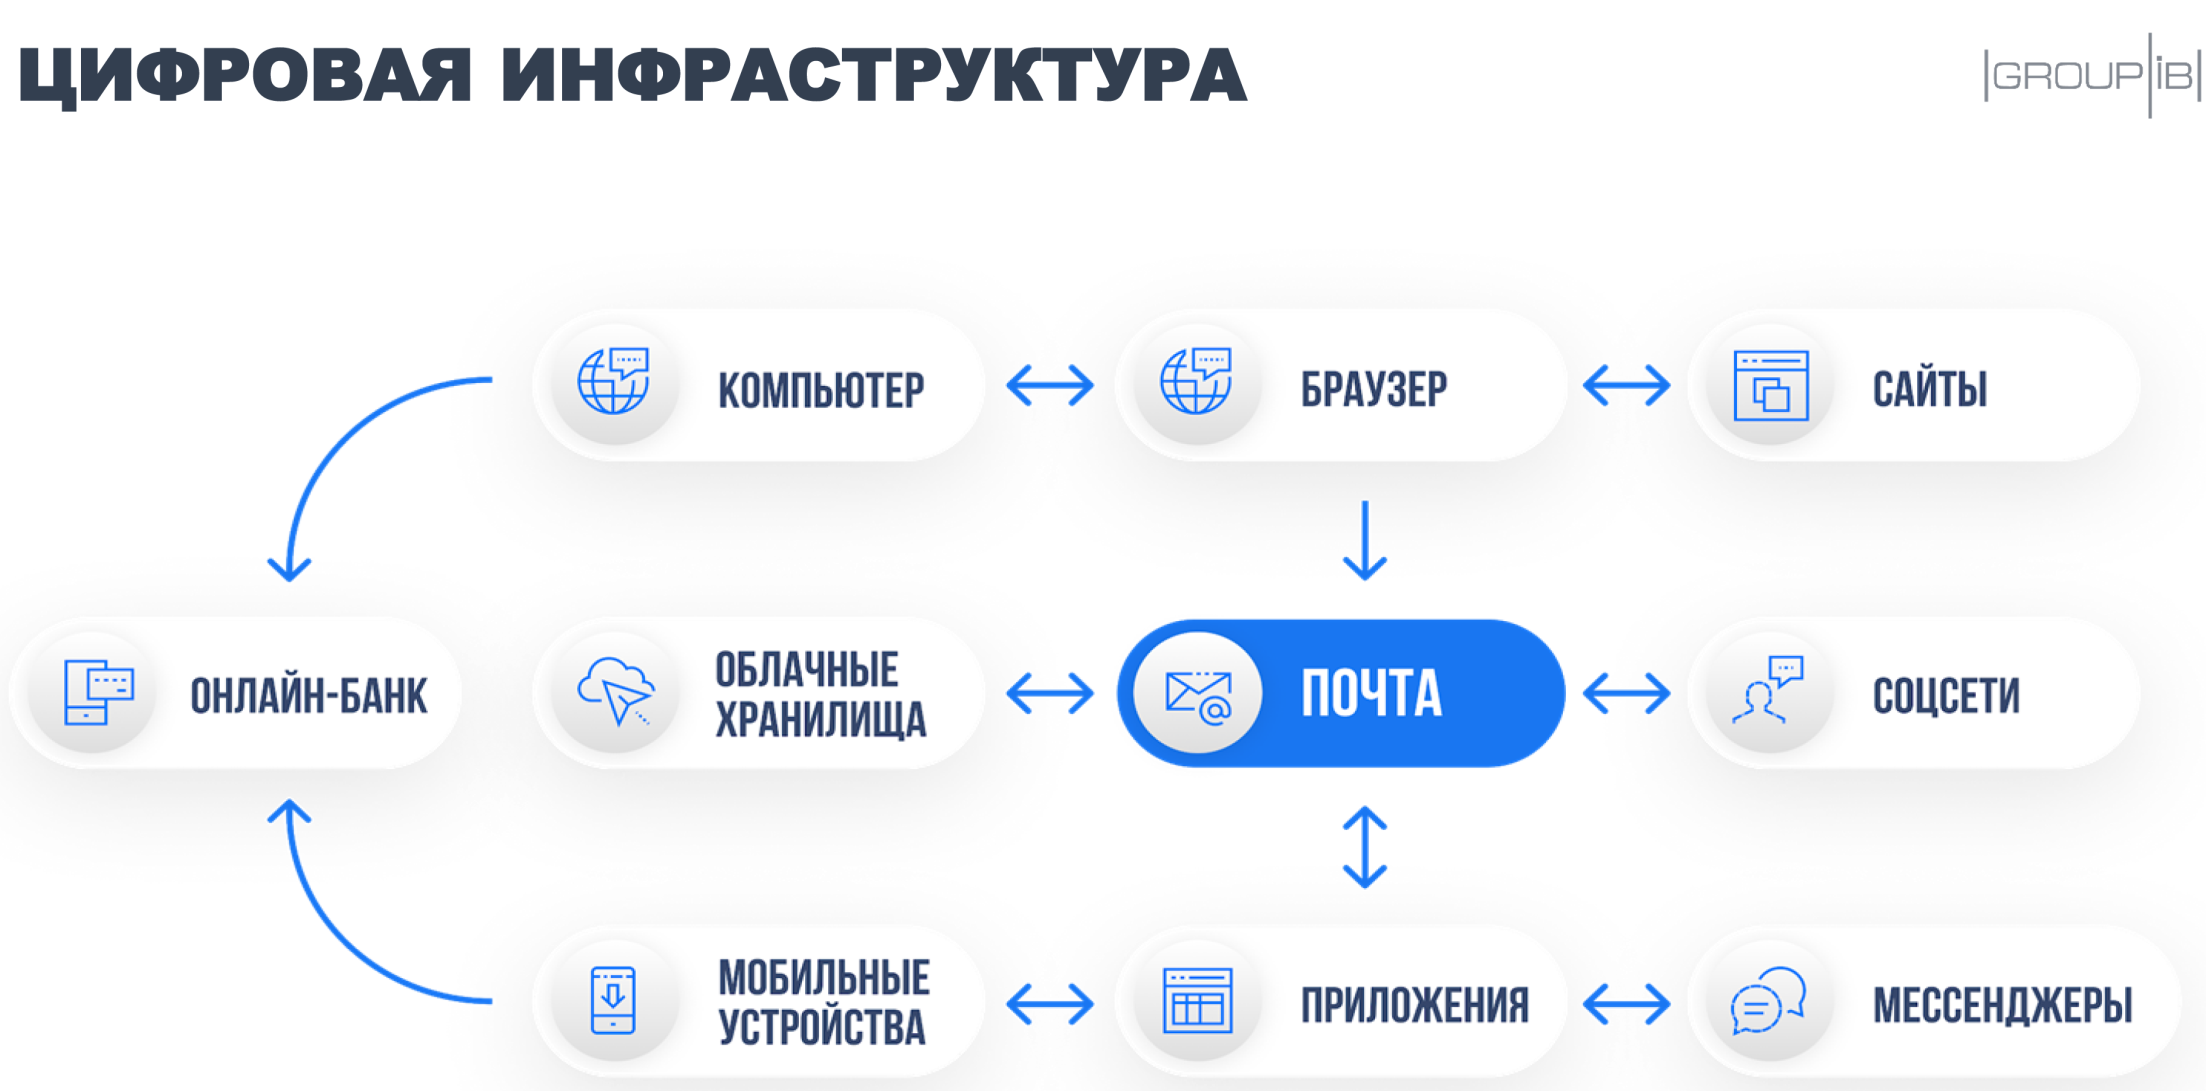 ЦИФРОВАЯ ИНФРАСТРУКТУРА
|GROUP|iB|
КОМПЬЮТЕР
БРАУЗЕР
САЙТЫ
ОНЛАЙН-БАНК
ОБЛАЧНЫЕ
ХРАНИЛИЩА
ПОЧТА
СОЦСЕТИ
МОБИЛЬНЫЕ
УСТРОЙСТВА
ПРИЛОЖЕНИЯ
МЕССЕНДЖЕРЫ